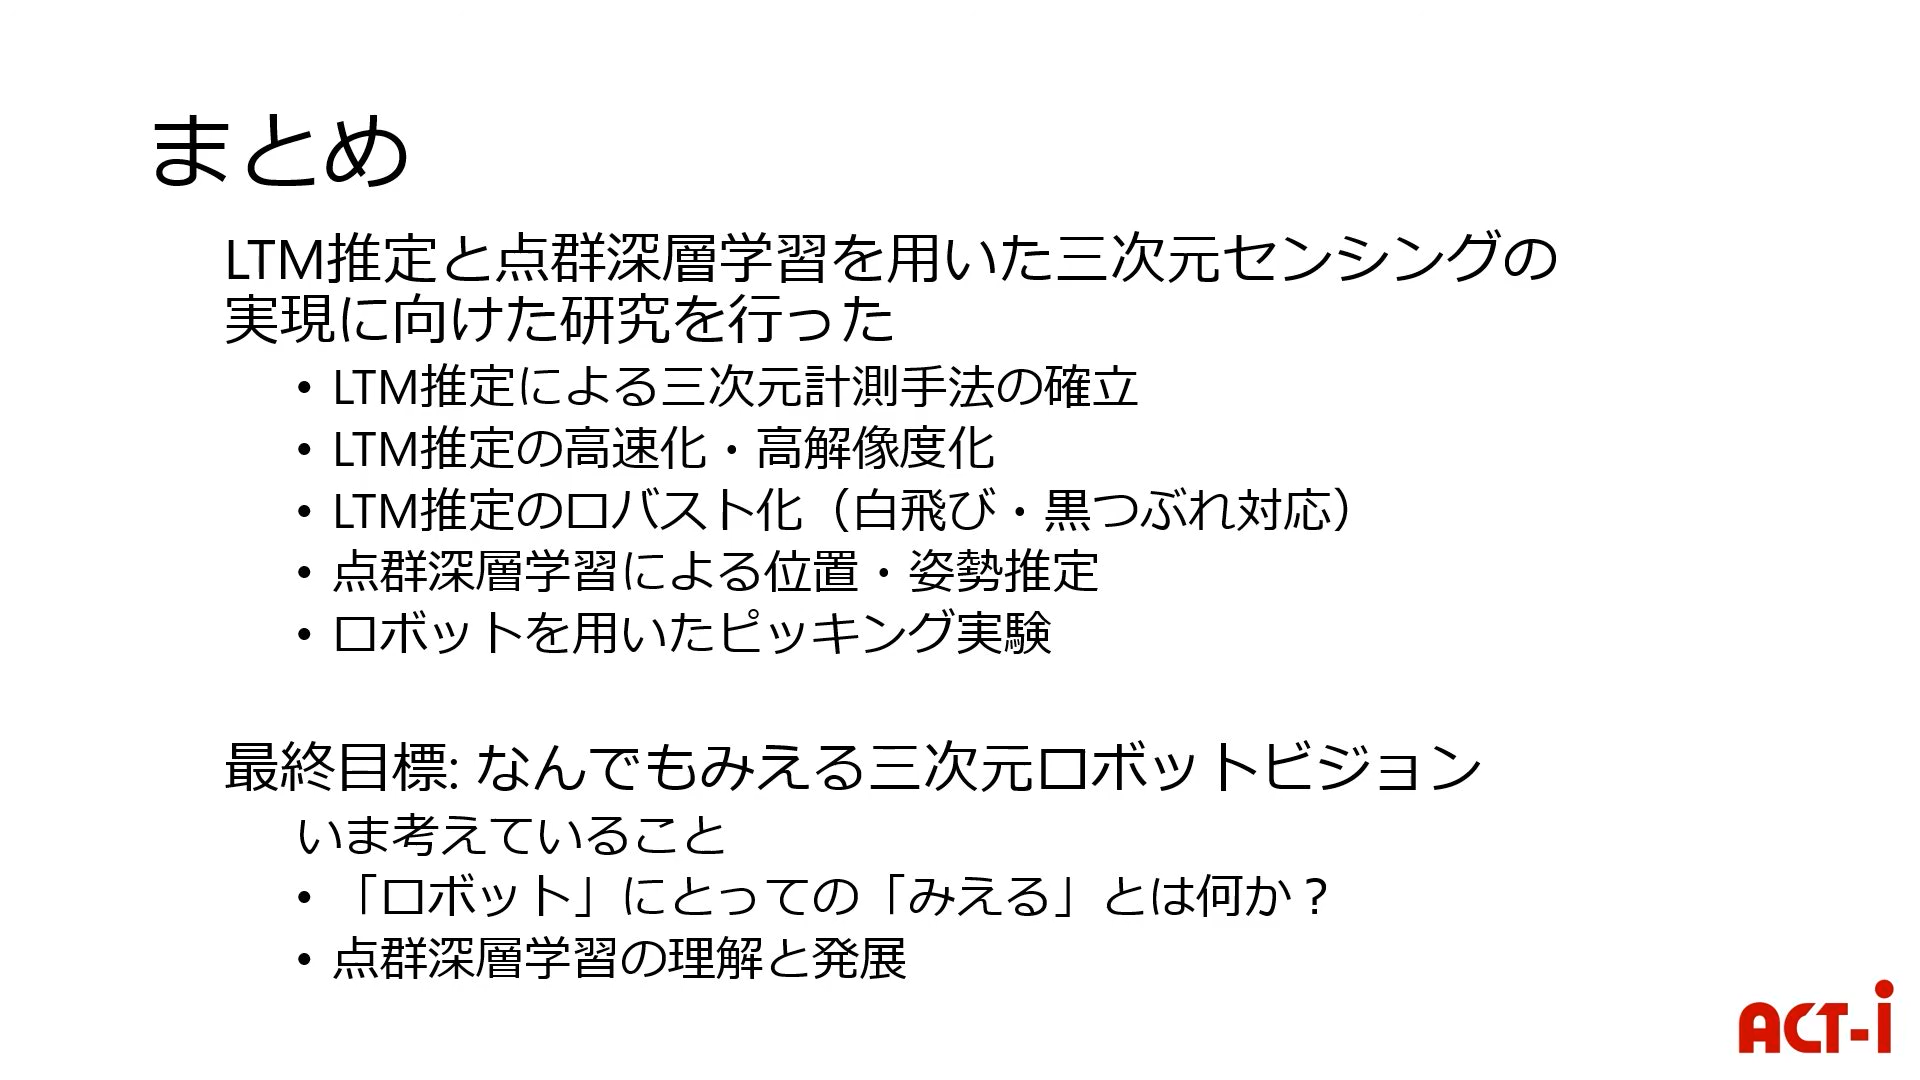 まとめ
LTM推定と点群深層学習を用いた三次元センシングの
実現に向けた研究を行った
• LTM推定による三次元計測手法の確立
• LTM推定の高速化・高解像度化
• LTM推定のロバスト化（白飛び・黒つぶれ対応）
• 点群深層学習による位置・姿勢推定
• ロボットを用いたピッキング実験
最終目標: なんでもみえる三次元ロボットビジョン
いま考えていること
• 「ロボット」にとっての「みえる」とは何か？
• 点群深層学習の理解と発展
ACT-i